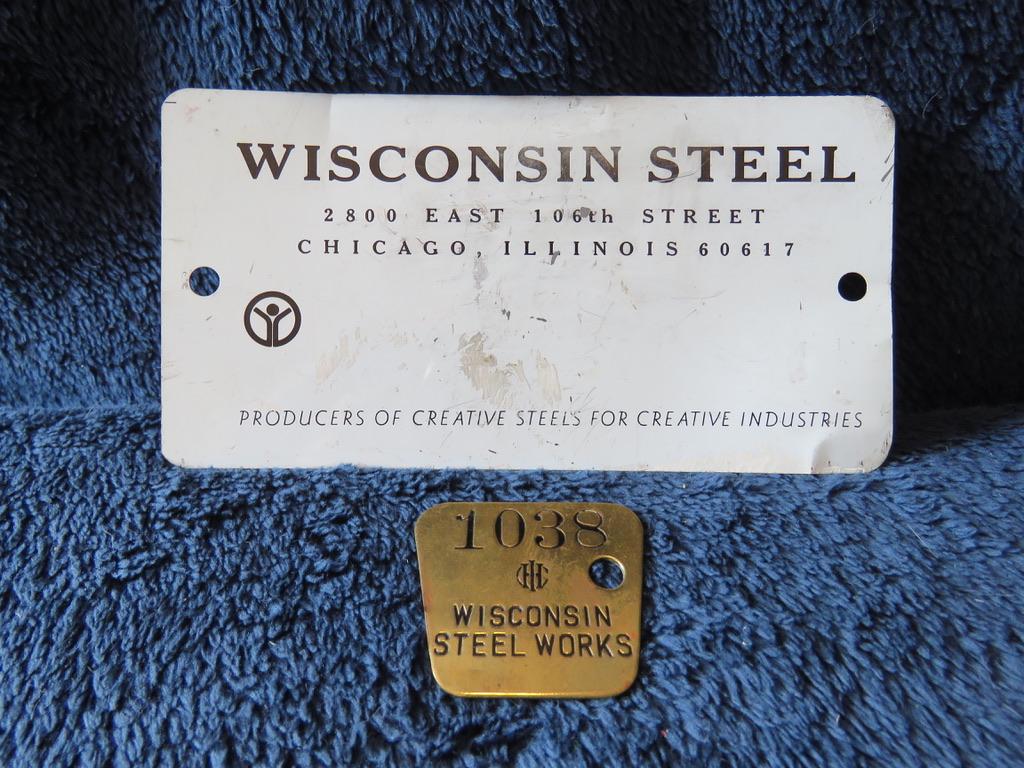 WISCONSIN STEEL
2800 EAST 106th STREET
CHICAGO, ILLINOIS 60617
PRODUCERS OF CREATIVE STEELS FOR CREATIVE INDUSTRIES
1038
IHC
WISCONSIN
STEEL WORKS